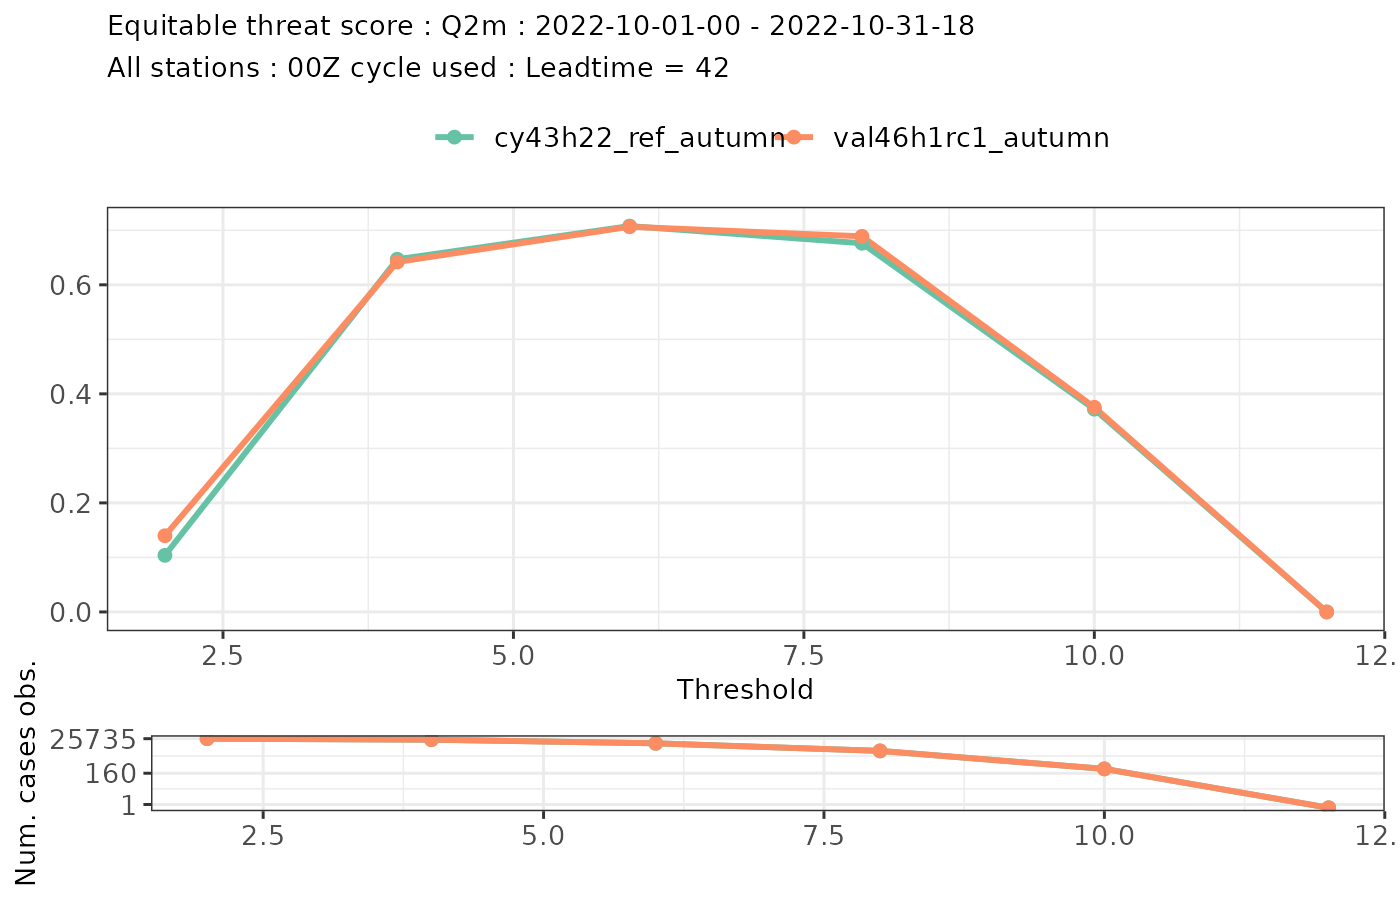 Equitable threat score : Q2m : 2022-10-01-00 - 2022-10-31-18
All stations : 00Z cycle used : Leadtime = 42
cy43h22_ref_autumn val46h1rc1_autumn
0.6
0.4
0.2
0.0
2.5 5.0 7.5 10.0 12.
Threshold
Num. cases obs.
25735
160
1
2.5 5.0 7.5 10.0 12.